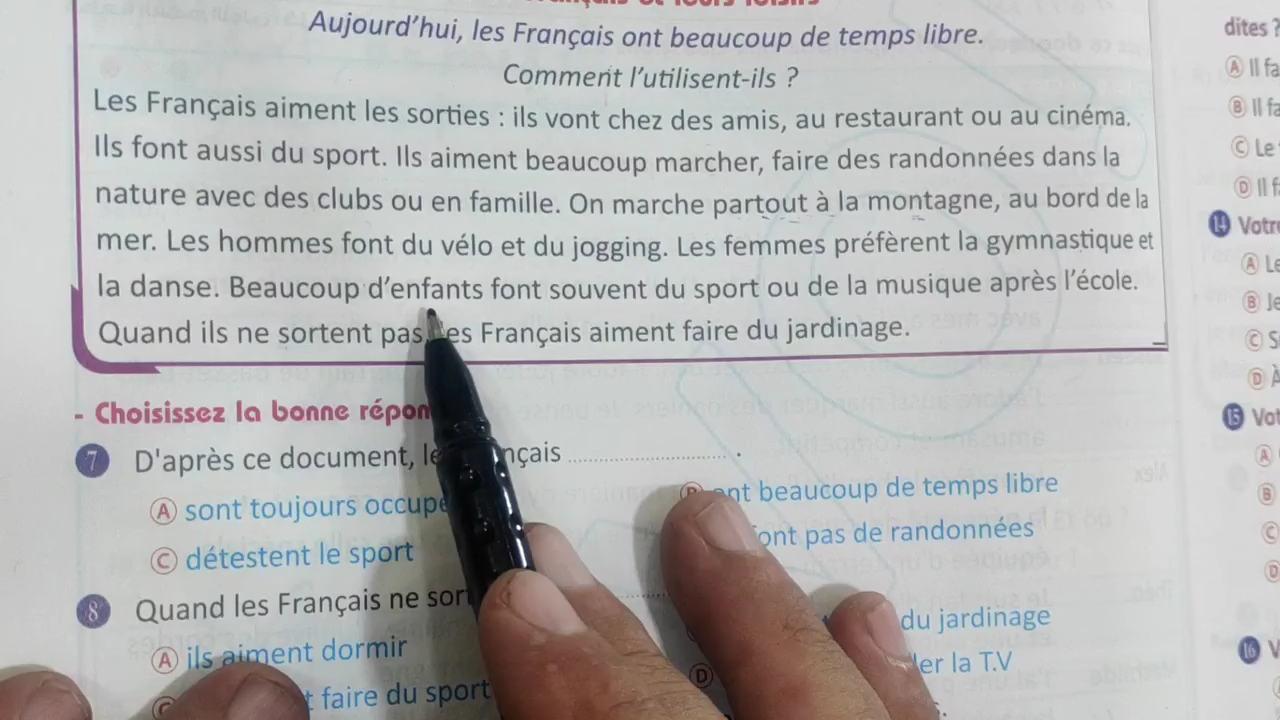 et leurs loisirs
Aujourd'hui, les Français ont beaucoup de temps libre.
Comment l'utilisent-ils ?
Les Français aiment les sorties : ils vont chez des amis, au restaurant ou au cinéma.
Ils font aussi du sport. Ils aiment beaucoup marcher, faire des randonnées dans la
nature avec des clubs ou en famille. On marche partout à la montagne, au bord de la
mer. Les hommes font du vélo et du jogging. Les femmes préfèrent la gymnastique et
la danse. Beaucoup d'enfants font souvent du sport ou de la musique après l'école.
Quand ils ne sortent pas, les Français aiment faire du jardinage.
- Choisissez la bonne répon
7 D'après ce document, le nçais .
A sont toujours occupé
B ont beaucoup de temps libre
C détestent le sport
ont pas de randonnées
8 Quand les Français ne sor
A ils aiment dormir
du jardinage
t faire du sport
D er la T.V
dites ?
A Il fa
B Il fa
C Le
D Il f
14 Votre
A Le
B Je
C S
D À
15 Vot
A
B
C
D
16 V